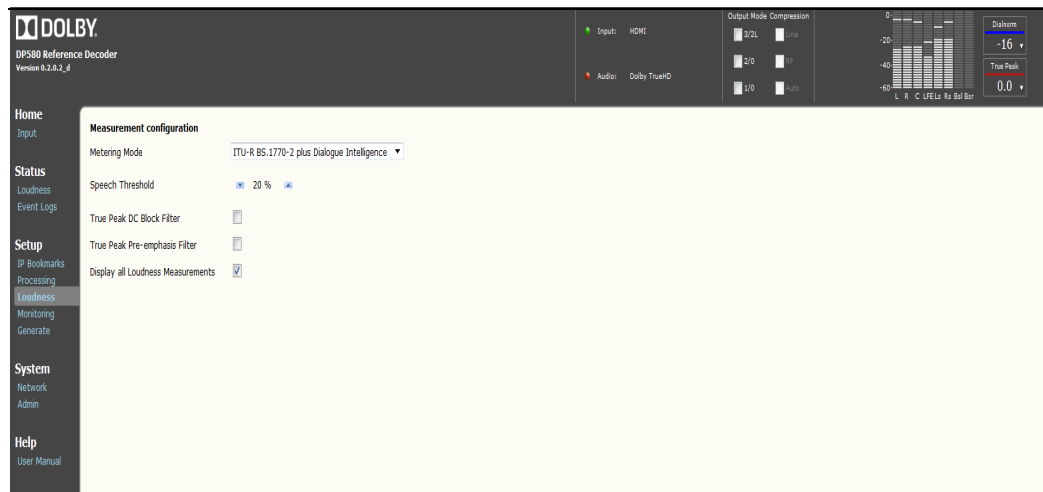 DOLBY.
DP580 Reference Decoder
Version 0.2.0.2_d
Input: HDMI
Audio: Dolby TrueHD
Output Mode Compression
3/2L Line
2/0 RF
1/0 Auto
0-
-20-
-40-
-60-
L R C LFE Ls Rs Bsl Bsr
Dialnorm
-16
True Peak
0.0
Home
Input
Status
Loudness
Event Logs
Setup
IP Bookmarks
Processing
Loudness
Monitoring
Generate
System
Network
Admin
Help
User Manual
Measurement configuration
Metering Mode ITU-R BS.1770-2 plus Dialogue Intelligence
Speech Threshold 20 %
True Peak DC Block Filter
True Peak Pre-emphasis Filter
Display all Loudness Measurements